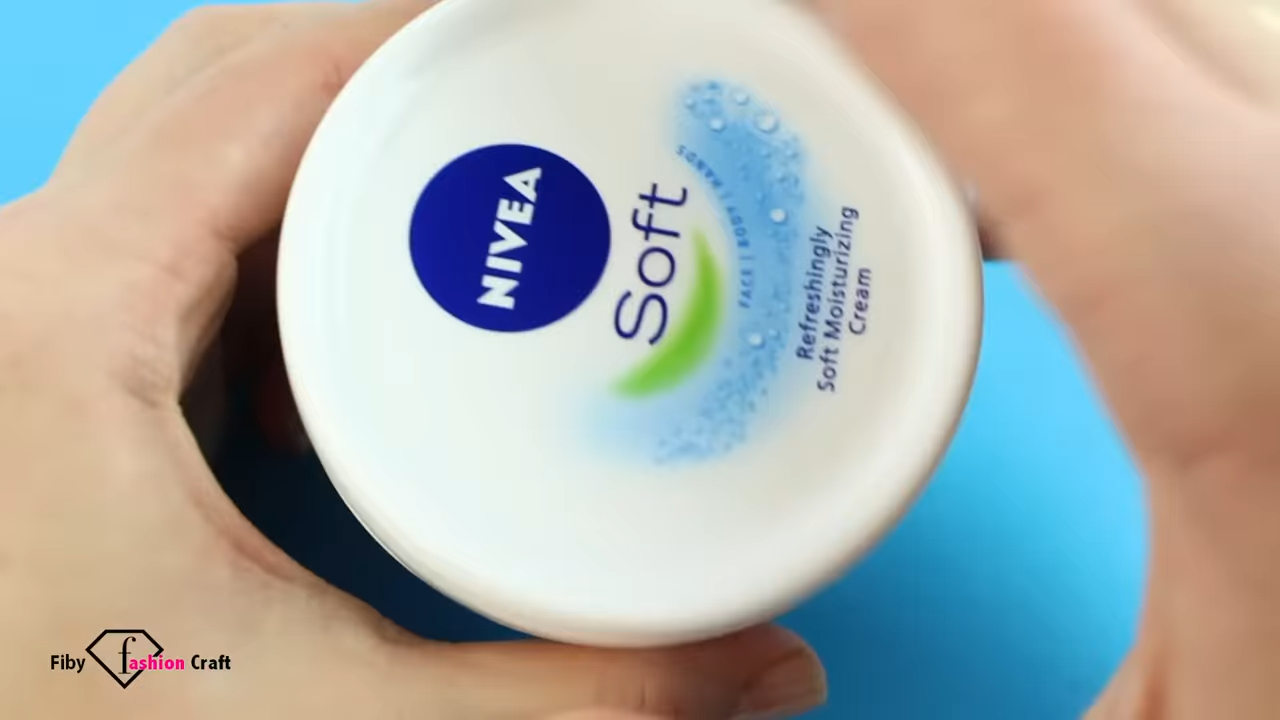 NIVEA
Soft
FACE | BODY | HANDS
Refreshingly
Soft Moisturizing
Cream
Fiby fashion Craft